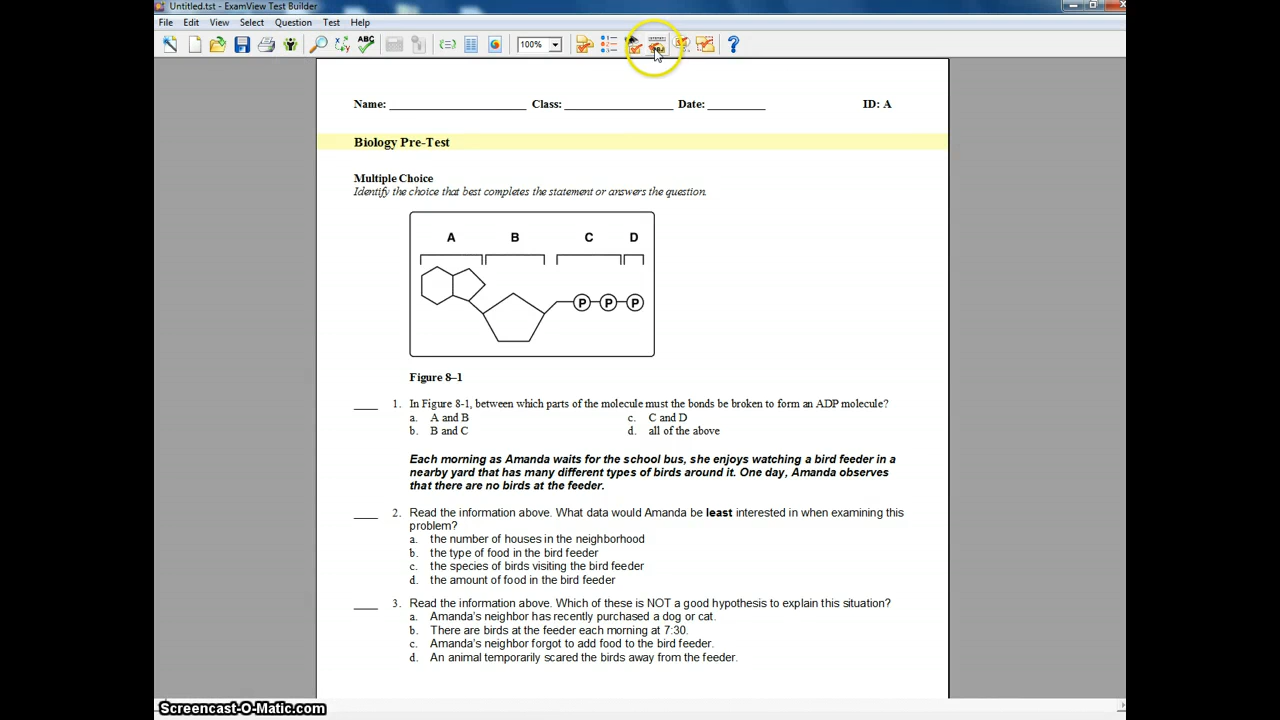 Untitled.tst - ExamView Test Builder
File Edit View Select Question Test Help
ABC 100% ?
Name: Class: Date: ID: A
Biology Pre-Test
Multiple Choice
Identify the choice that best completes the statement or answers the question.
A B C D
P P P
Figure 8–1
1. In Figure 8-1, between which parts of the molecule must the bonds be broken to form an ADP molecule?
a. A and B c. C and D
b. B and C d. all of the above
Each morning as Amanda waits for the school bus, she enjoys watching a bird feeder in a
nearby yard that has many different types of birds around it. One day, Amanda observes
that there are no birds at the feeder.
2. Read the information above. What data would Amanda be least interested in when examining this
problem?
a. the number of houses in the neighborhood
b. the type of food in the bird feeder
c. the species of birds visiting the bird feeder
d. the amount of food in the bird feeder
3. Read the information above. Which of these is NOT a good hypothesis to explain this situation?
a. Amanda's neighbor has recently purchased a dog or cat.
b. There are birds at the feeder each morning at 7:30.
c. Amanda's neighbor forgot to add food to the bird feeder.
d. An animal temporarily scared the birds away from the feeder.
Screencast-O-Matic.com